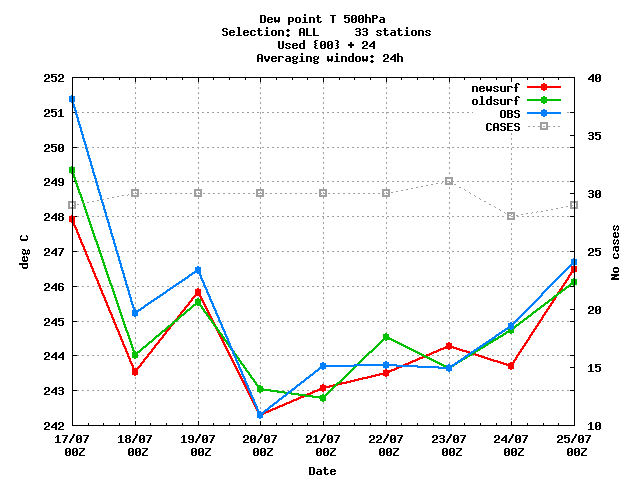 Dew point T 500hPa
Selection: ALL 33 stations
Used {00} + 24
Averaging window: 24h
newsurf
oldsurf
OBS
CASES
252
251
250
249
248
247
246
245
244
243
242
deg C
40
35
30
25
20
15
10
No cases
17/07 18/07 19/07 20/07 21/07 22/07 23/07 24/07 25/07
00Z 00Z 00Z 00Z 00Z 00Z 00Z 00Z 00Z
Date